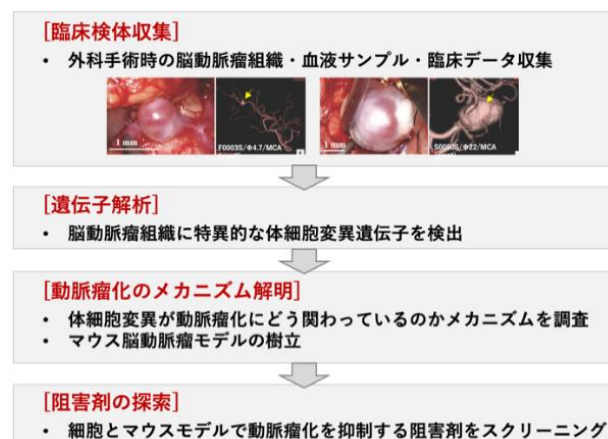 [臨床検体収集]
• 外科手術時の脳動脈瘤組織・血液サンプル・臨床データ収集
1 mm
F0003S/Φ4.7/MCA
1 mm
S0090S/Φ22/MCA
[遺伝子解析]
• 脳動脈瘤組織に特異的な体細胞変異遺伝子を検出
[動脈瘤化のメカニズム解明]
• 体細胞変異が動脈瘤化にどう関わっているのかメカニズムを調査
• マウス脳動脈瘤モデルの樹立
[阻害剤の探索]
• 細胞とマウスモデルで動脈瘤化を抑制する阻害剤をスクリーニング